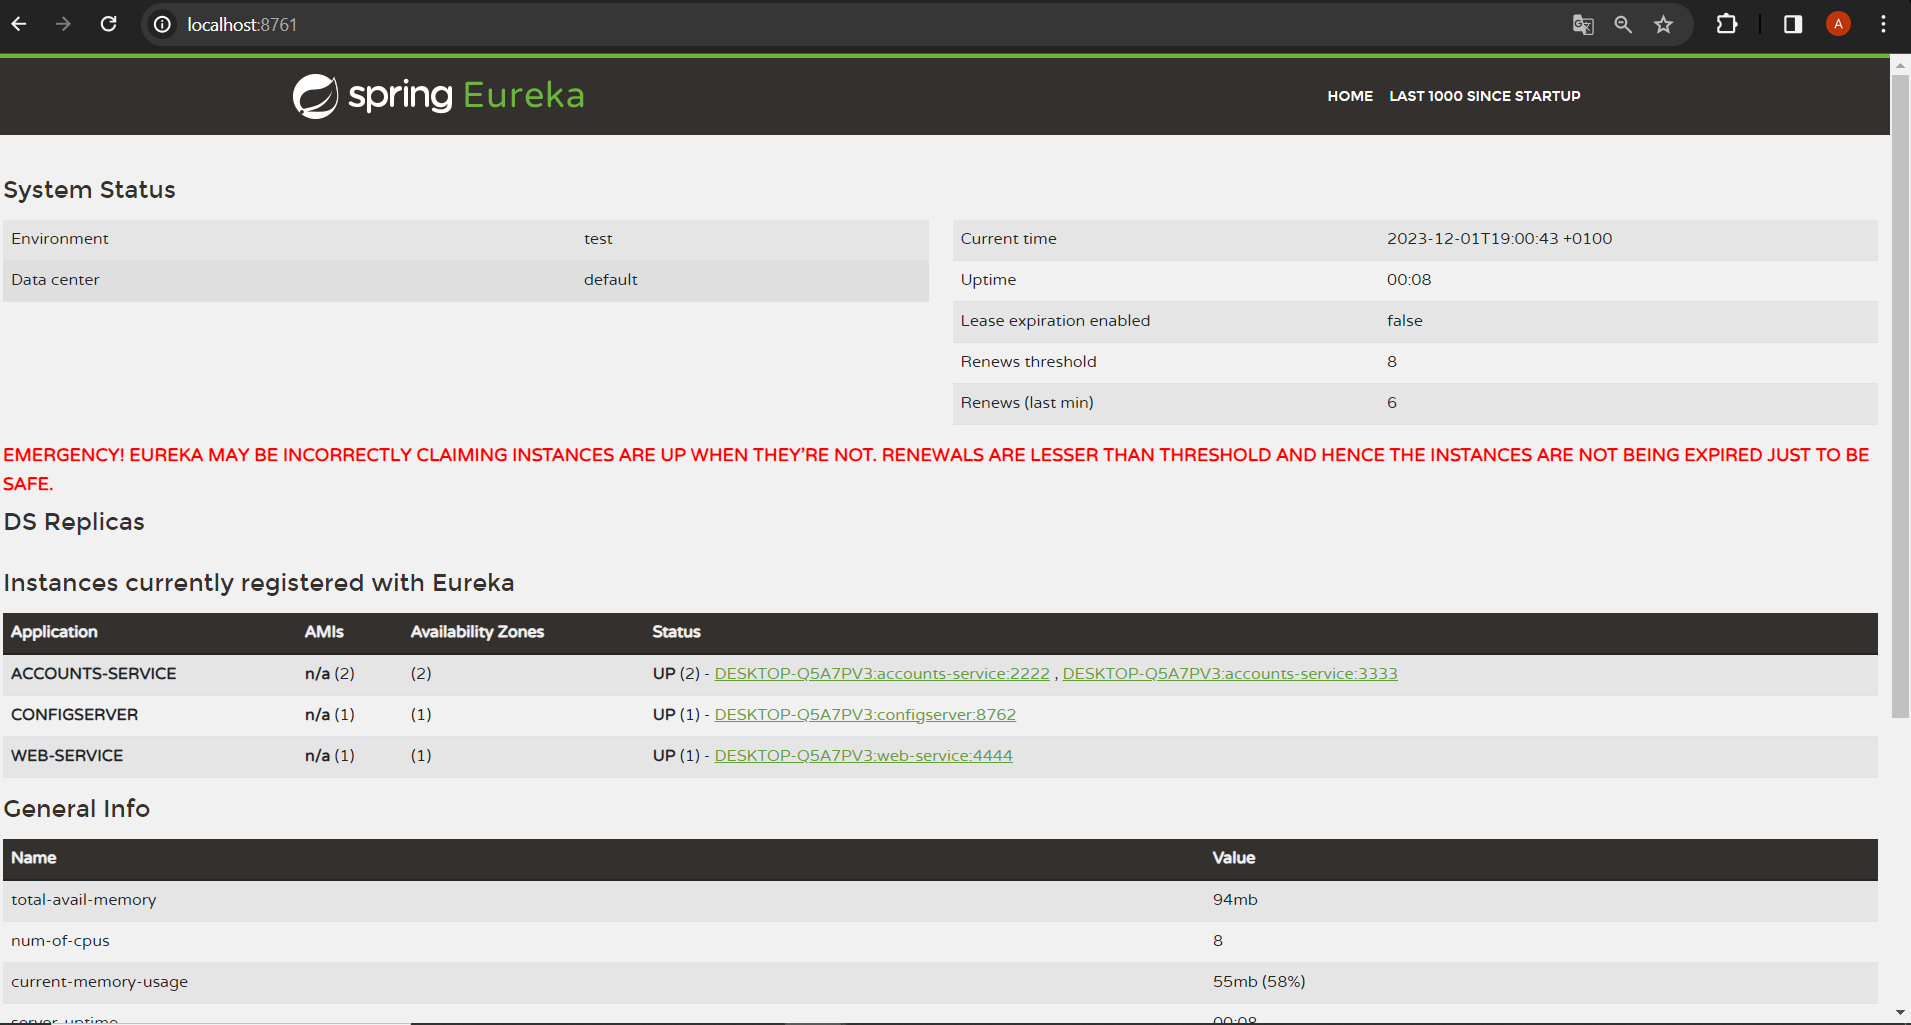 localhost:8761
A
spring Eureka
HOME LAST 1000 SINCE STARTUP
System Status
Environment test
Data center default
Current time 2023-12-01T19:00:43 +0100
Uptime 00:08
Lease expiration enabled false
Renews threshold 8
Renews (last min) 6
EMERGENCY! EUREKA MAY BE INCORRECTLY CLAIMING INSTANCES ARE UP WHEN THEY'RE NOT. RENEWALS ARE LESSER THAN THRESHOLD AND HENCE THE INSTANCES ARE NOT BEING EXPIRED JUST TO BE
SAFE.
DS Replicas
Instances currently registered with Eureka
Application AMIs Availability Zones Status
ACCOUNTS-SERVICE n/a (2) (2) UP (2) - DESKTOP-Q5A7PV3:accounts-service:2222 , DESKTOP-Q5A7PV3:accounts-service:3333
CONFIGSERVER n/a (1) (1) UP (1) - DESKTOP-Q5A7PV3:configserver:8762
WEB-SERVICE n/a (1) (1) UP (1) - DESKTOP-Q5A7PV3:web-service:4444
General Info
Name Value
total-avail-memory 94mb
num-of-cpus 8
current-memory-usage 55mb (58%)
server-uptime 00:08